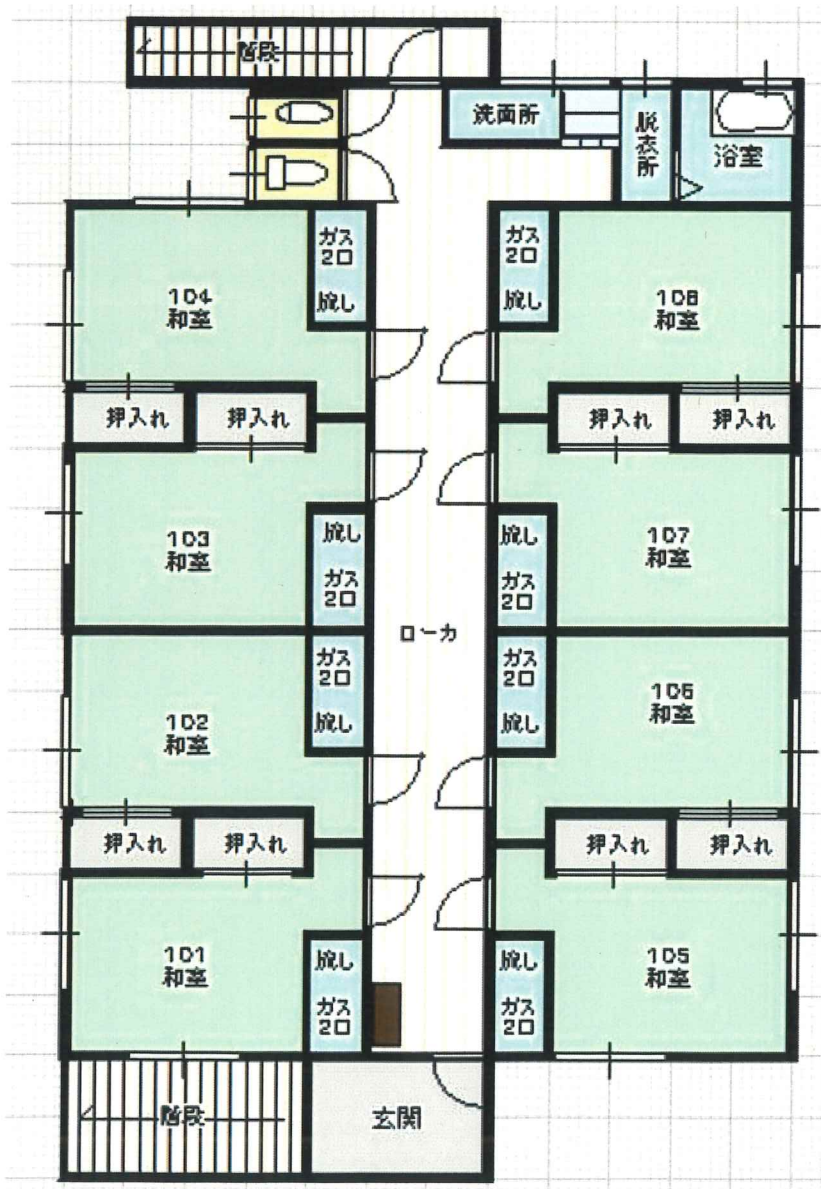 階段
洗面所
脱衣所
浴室
ガス
2口
流し
ガス
2口
流し
104
和室
108
和室
押入れ
押入れ
押入れ
押入れ
103
和室
流し
ガス
2口
流し
ガス
2口
107
和室
ローカ
102
和室
ガス
2口
流し
ガス
2口
流し
106
和室
押入れ
押入れ
押入れ
押入れ
101
和室
流し
ガス
2口
流し
ガス
2口
105
和室
階段
玄関